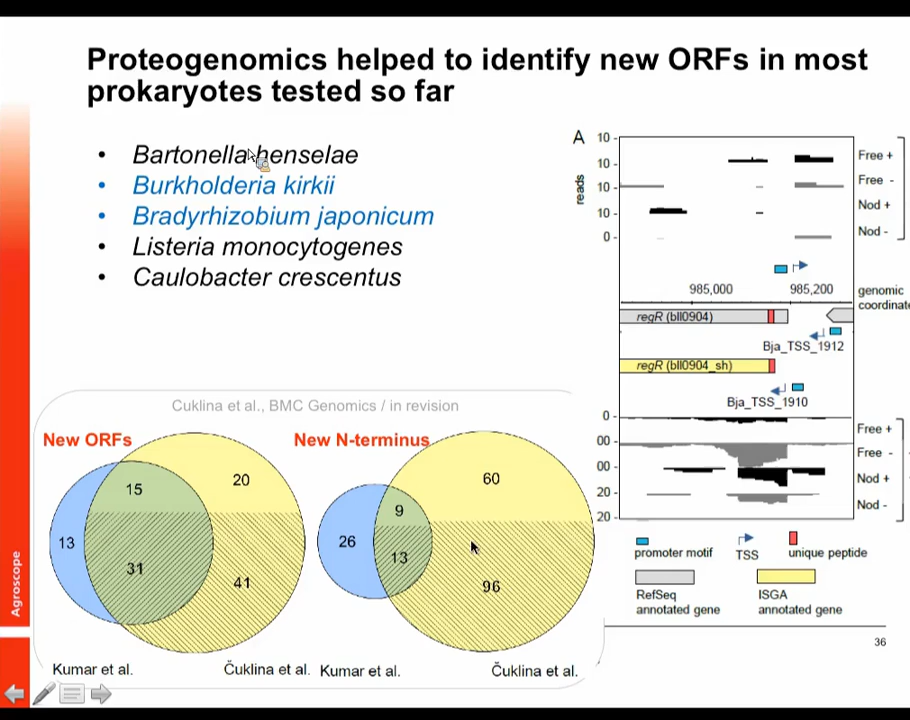 Proteogenomics helped to identify new ORFs in most
prokaryotes tested so far
• Bartonella henselae
• Burkholderia kirkii
• Bradyrhizobium japonicum
• Listeria monocytogenes
• Caulobacter crescentus
A
reads
10
10
10
10
0
Free +
Free -
Nod +
Nod -
985,000
985,200
genomic
coordinate
regR (bll0904)
Bja_TSS_1912
regR (bll0904_sh)
Bja_TSS_1910
0
00
00
20
20
Free +
Free -
Nod +
Nod -
promoter motif
TSS
unique peptide
RefSeq
annotated gene
ISGA
annotated gene
Cuklina et al., BMC Genomics / in revision
New ORFs
15
20
13
31
41
Kumar et al.
Čuklina et al.
New N-terminus
60
9
26
13
96
Kumar et al.
Čuklina et al.
Agroscope
36